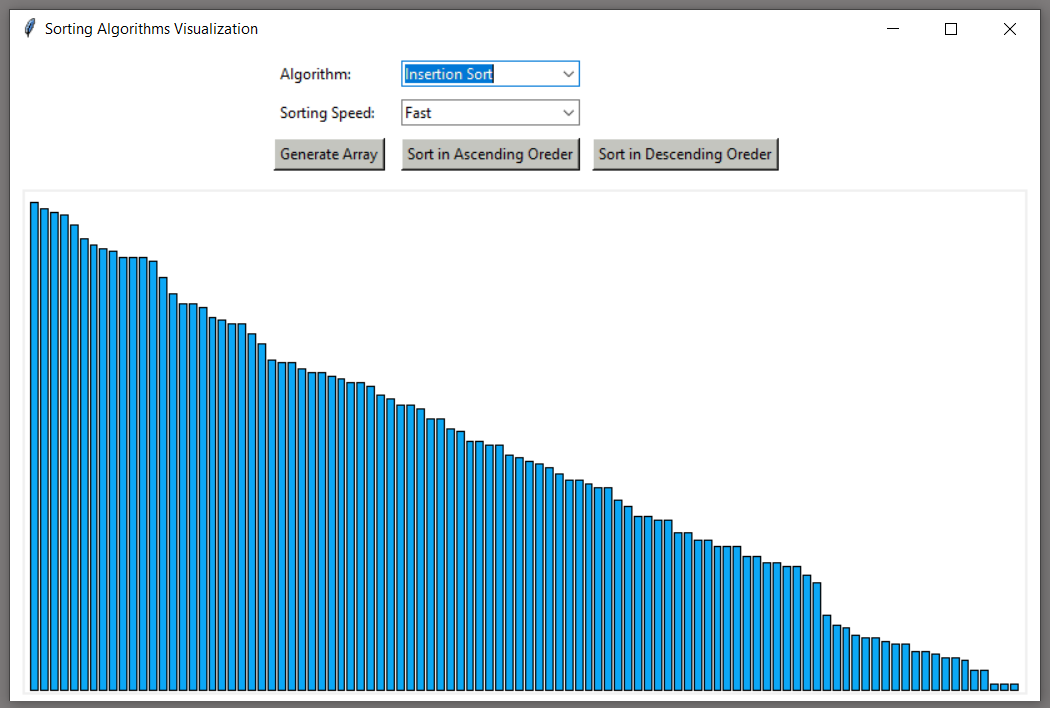 Sorting Algorithms Visualization
Algorithm: Insertion Sort
Sorting Speed: Fast
Generate Array Sort in Ascending Oreder Sort in Descending Oreder